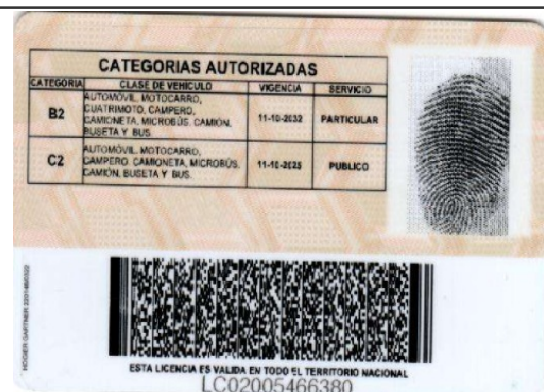 CATEGORIAS AUTORIZADAS
CATEGORIA CLASE DE VEHICULO VIGENCIA SERVICIO
B2 AUTOMÓVIL, MOTOCARRO, CUATRIMOTO, CAMPERO, CAMIONETA, MICROBÚS, CAMIÓN, BUSETA Y BUS. 11-10-2032 PARTICULAR
C2 AUTOMÓVIL, MOTOCARRO, CAMPERO, CAMIONETA, MICROBÚS, CAMIÓN, BUSETA Y BUS. 11-10-2025 PUBLICO
ESTA LICENCIA ES VALIDA EN TODO EL TERRITORIO NACIONAL
LC02005466380